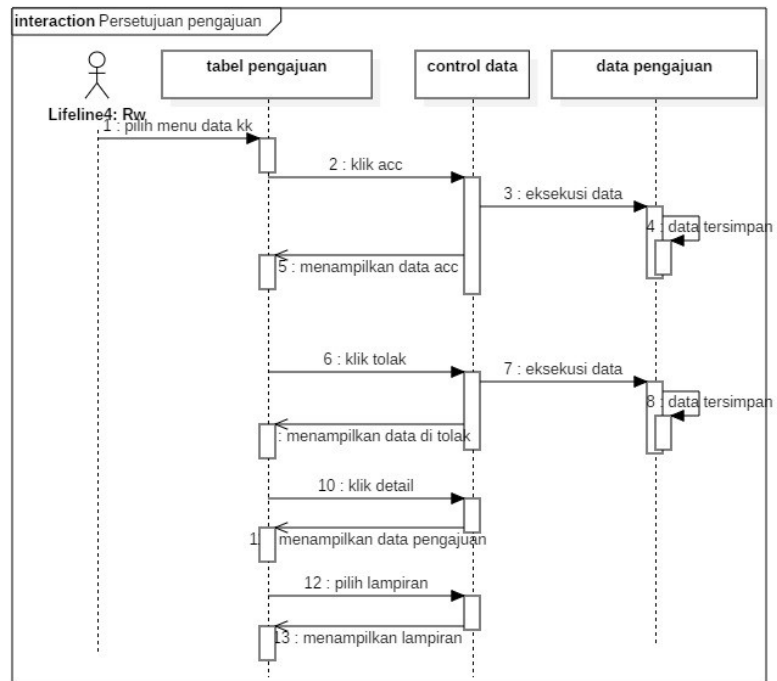 interaction Persetujuan pengajuan
tabel pengajuan
control data
data pengajuan
Lifeline4: Rw
1 : pilih menu data kk
2 : klik acc
3 : eksekusi data
4 : data tersimpan
5 : menampilkan data acc
6 : klik tolak
7 : eksekusi data
8 : data tersimpan
: menampilkan data di tolak
10 : klik detail
menampilkan data pengajuan
12 : pilih lampiran
13 : menampilkan lampiran